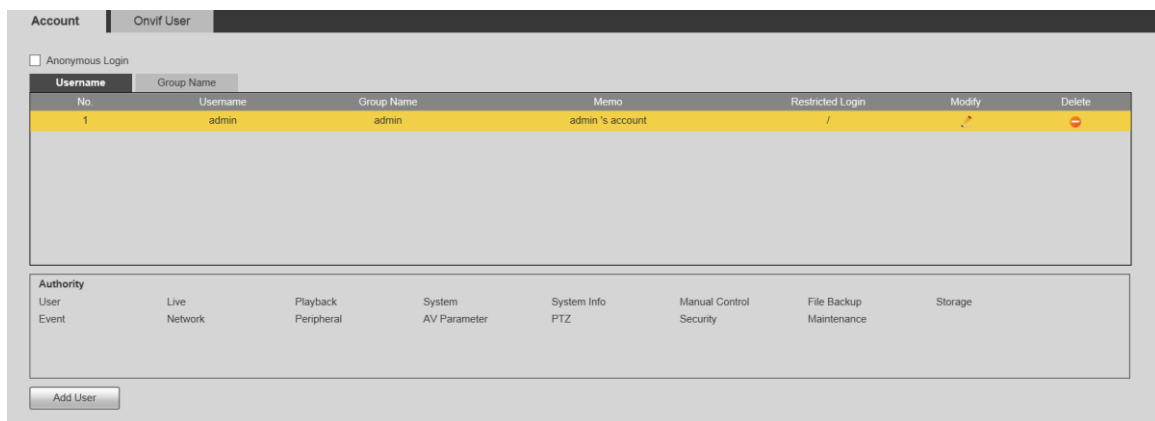 Account Onvif User
Anonymous Login
Username Group Name
No. Username Group Name Memo Restricted Login Modify Delete
1 admin admin admin 's account /
Authority
User Live Playback System System Info Manual Control File Backup Storage
Event Network Peripheral AV Parameter PTZ Security Maintenance
Add User